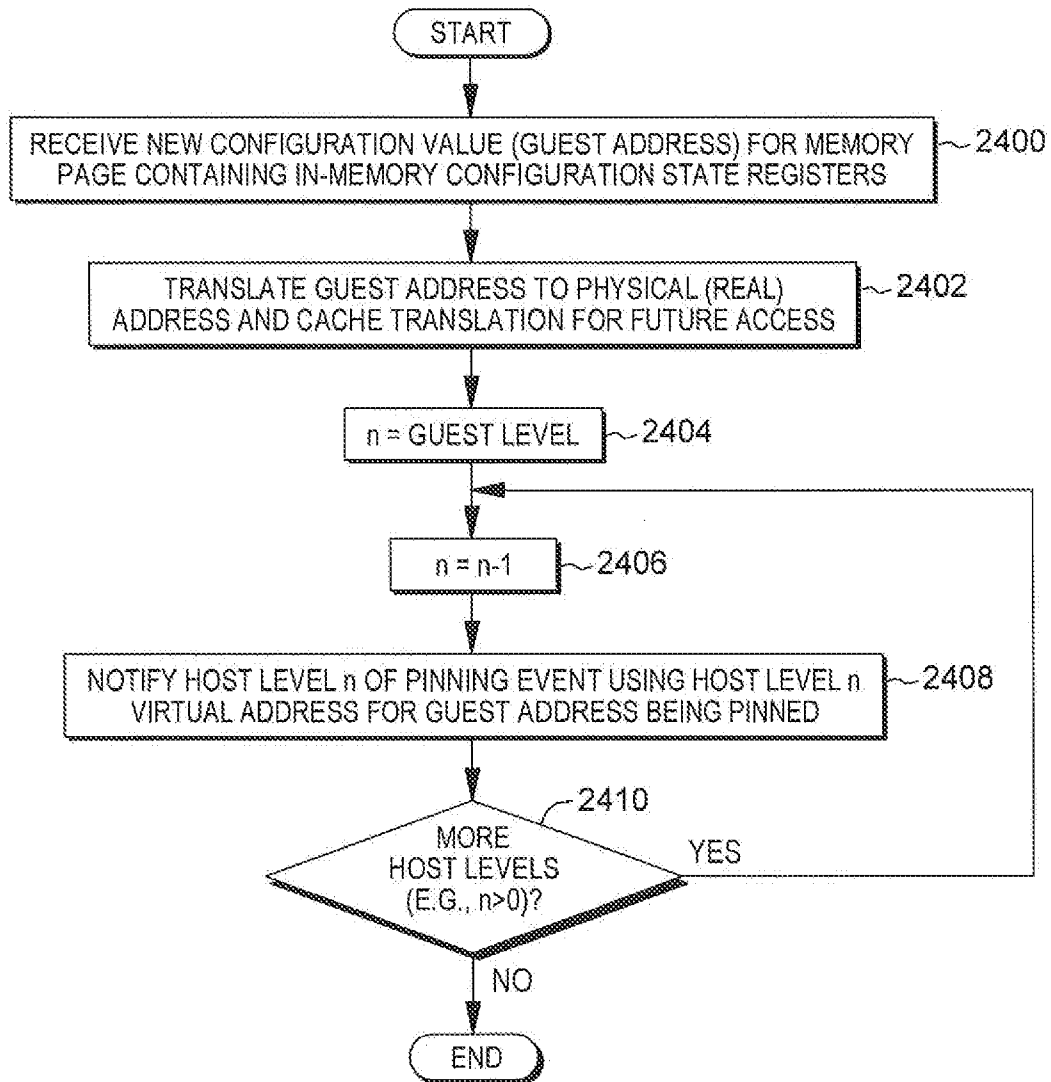 START
RECEIVE NEW CONFIGURATION VALUE (GUEST ADDRESS) FOR MEMORY
PAGE CONTAINING IN-MEMORY CONFIGURATION STATE REGISTERS
2400
TRANSLATE GUEST ADDRESS TO PHYSICAL (REAL)
ADDRESS AND CACHE TRANSLATION FOR FUTURE ACCESS
2402
n = GUEST LEVEL
2404
n = n-1
2406
NOTIFY HOST LEVEL n OF PINNING EVENT USING HOST LEVEL n
VIRTUAL ADDRESS FOR GUEST ADDRESS BEING PINNED
2408
2410
MORE
HOST LEVELS
(E.G., n>0)?
YES
NO
END